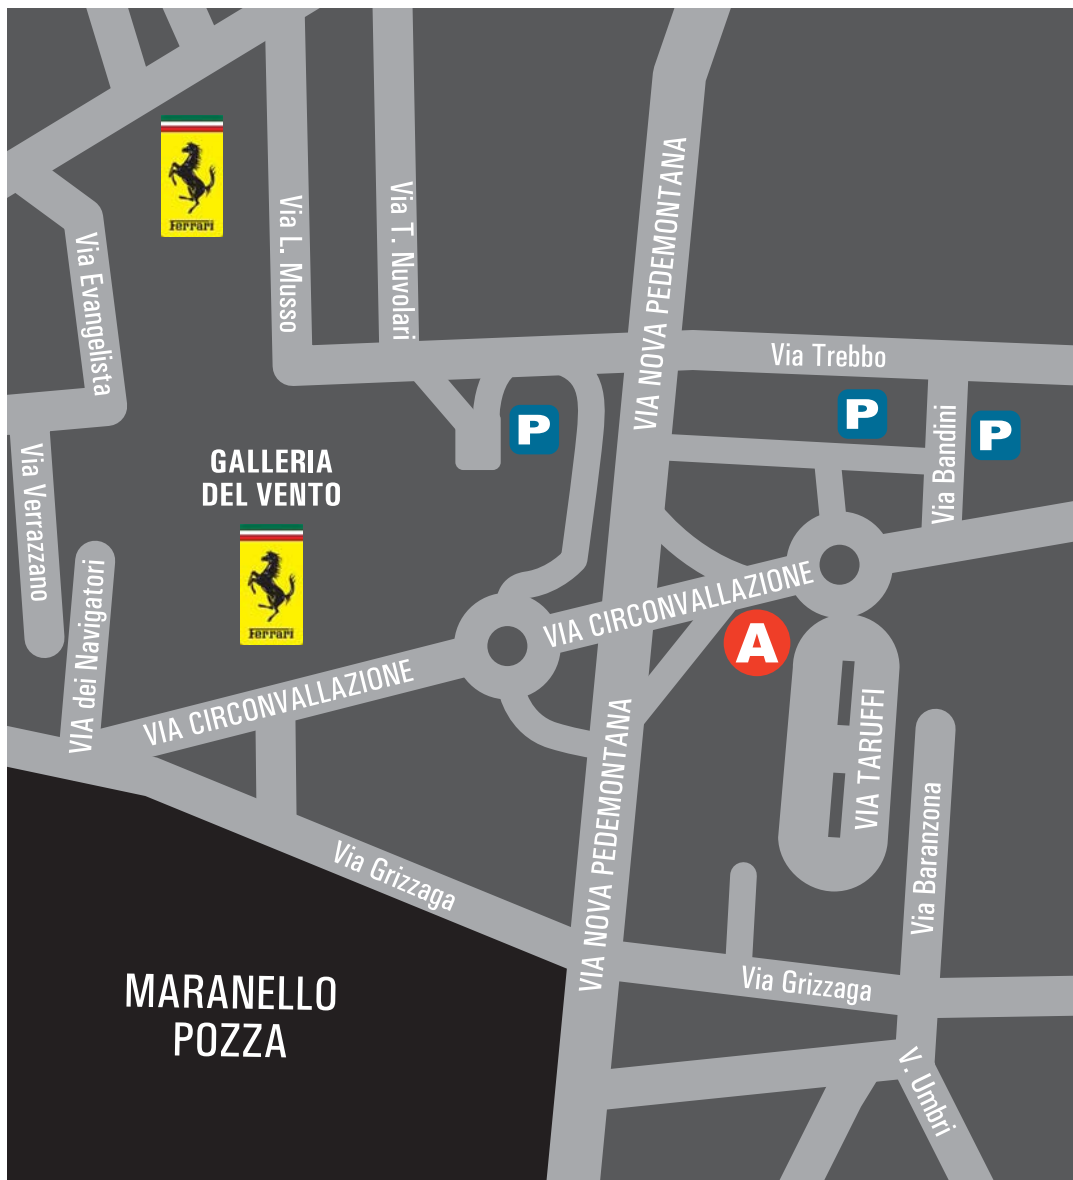 VIA NOVA PEDEMONTANA
Via L. Musso
Via T. Nuvolari
Ferrari
Via Evangelista
Via Trebbo
P
P
P
Via Bandini
GALLERIA
DEL VENTO
Via Verrazzano
VIA dei Navigatori
Ferrari
VIA CIRCONVALLAZIONE
A
VIA CIRCONVALLAZIONE
VIA TARUFFI
VIA NOVA PEDEMONTANA
Via Baranzona
Via Grizzaga
Via Grizzaga
MARANELLO
POZZA
V. Umbri